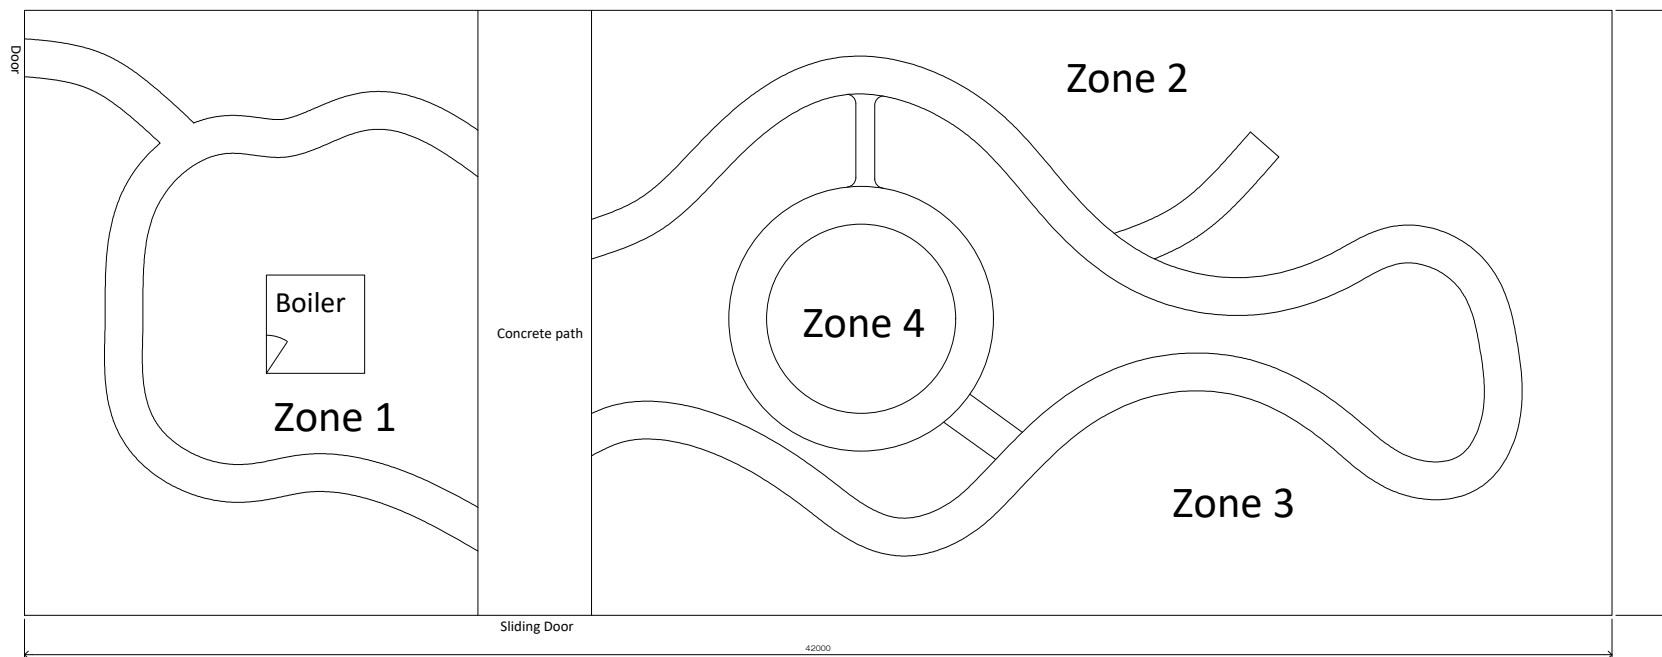 Door
Zone 2
Boiler
Zone 4
Concrete path
Zone 1
Zone 3
Sliding Door
42000